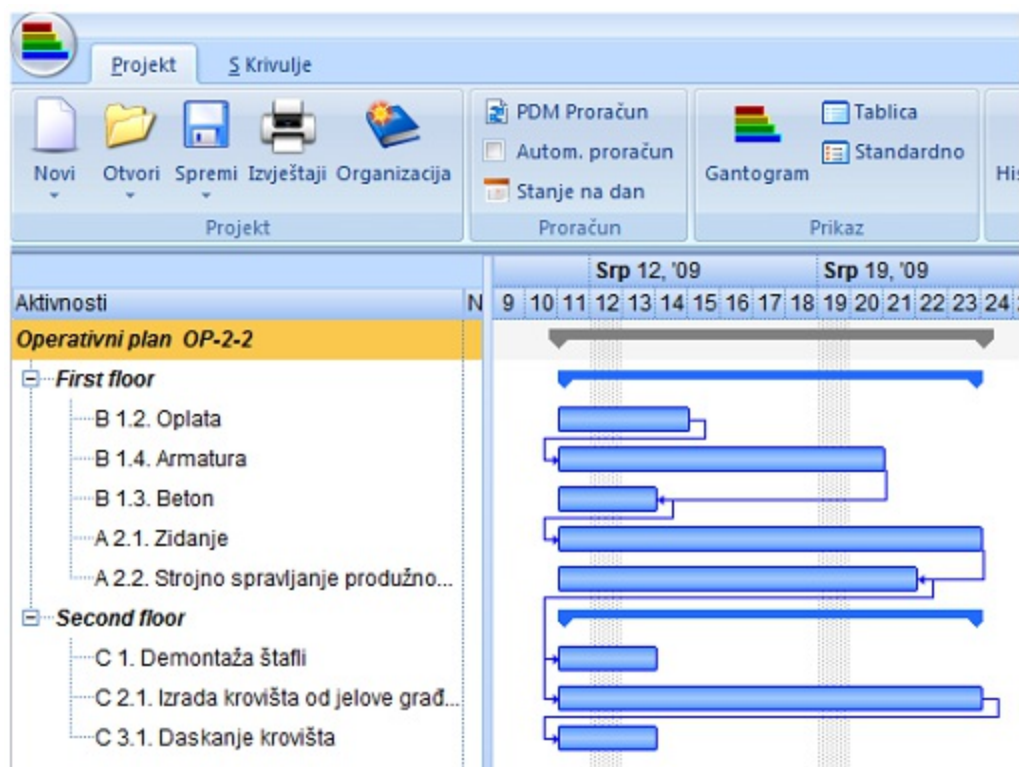 Projekt S Krivulje
Novi Otvori Spremi Izvještaji Organizacija
Projekt
PDM Proračun
Autom. proračun
Stanje na dan
Proračun
Gantogram
Tablica
Standardno
Prikaz
Srp 12, '09 Srp 19, '09
Aktivnosti N 9 10 11 12 13 14 15 16 17 18 19 20 21 22 23 24
Operativni plan OP-2-2
First floor
B 1.2. Oplata
B 1.4. Armatura
B 1.3. Beton
A 2.1. Zidanje
A 2.2. Strojno spravljanje produžno...
Second floor
C 1. Demontaža štafli
C 2.1. Izrada krovišta od jelove građ...
C 3.1. Daskanje krovišta